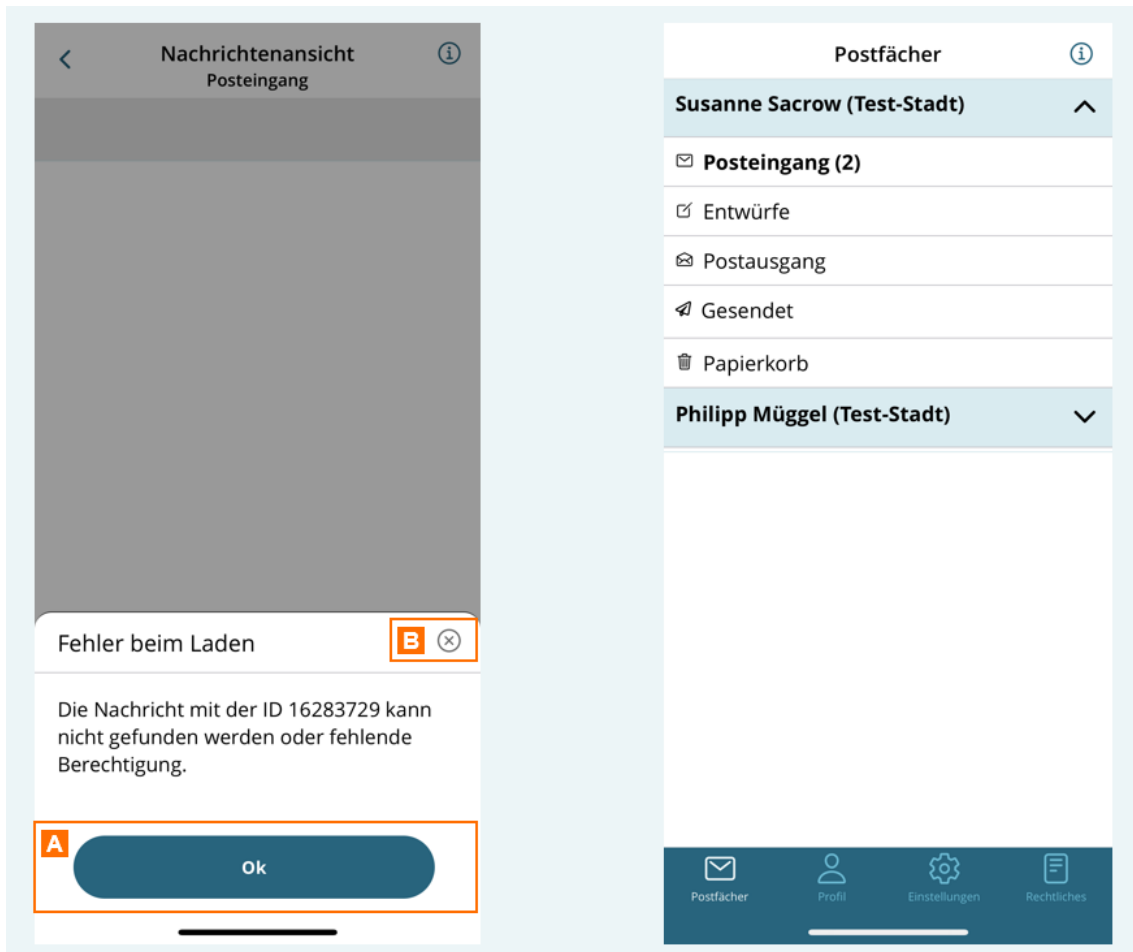 Nachrichtenansicht
Posteingang
B
Fehler beim Laden
Die Nachricht mit der ID 16283729 kann
nicht gefunden werden oder fehlende
Berechtigung.
A
Ok
Postfächer
Susanne Sacrow (Test-Stadt)
Posteingang (2)
Entwürfe
Postausgang
Gesendet
Papierkorb
Philipp Müggel (Test-Stadt)
Postfächer Profil Einstellungen Rechtliches